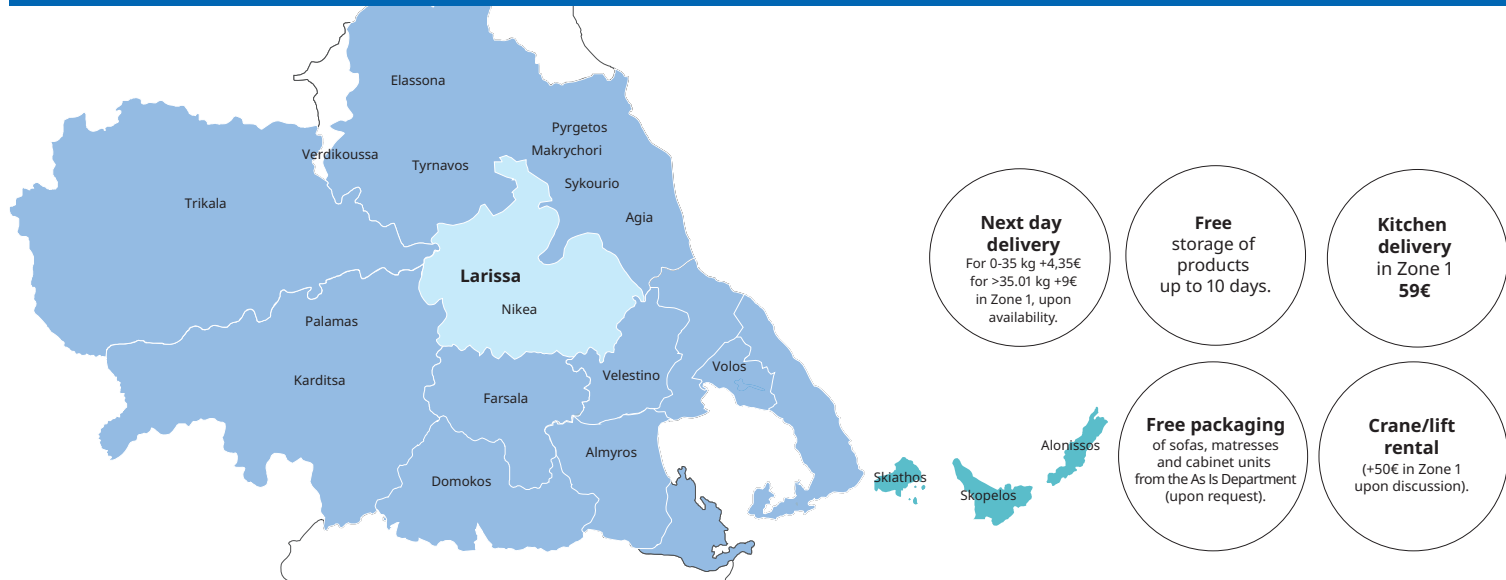 Elassona
Pyrgetos
Makrychori
Verdikoussa
Tyrnavos
Sykourio
Trikala
Agia
Larissa
Nikea
Palamas
Karditsa
Velestino
Volos
Farsala
Almyros
Domokos
Alonissos
Skiathos
Skopelos
Next day
delivery
For 0-35 kg +4,35€
for >35.01 kg +9€
in Zone 1, upon
availability.
Free
storage of
products
up to 10 days.
Kitchen
delivery
in Zone 1
59€
Free packaging
of sofas, matresses
and cabinet units
from the As Is Department
(upon request).
Crane/lift
rental
(+50€ in Zone 1
upon discussion).